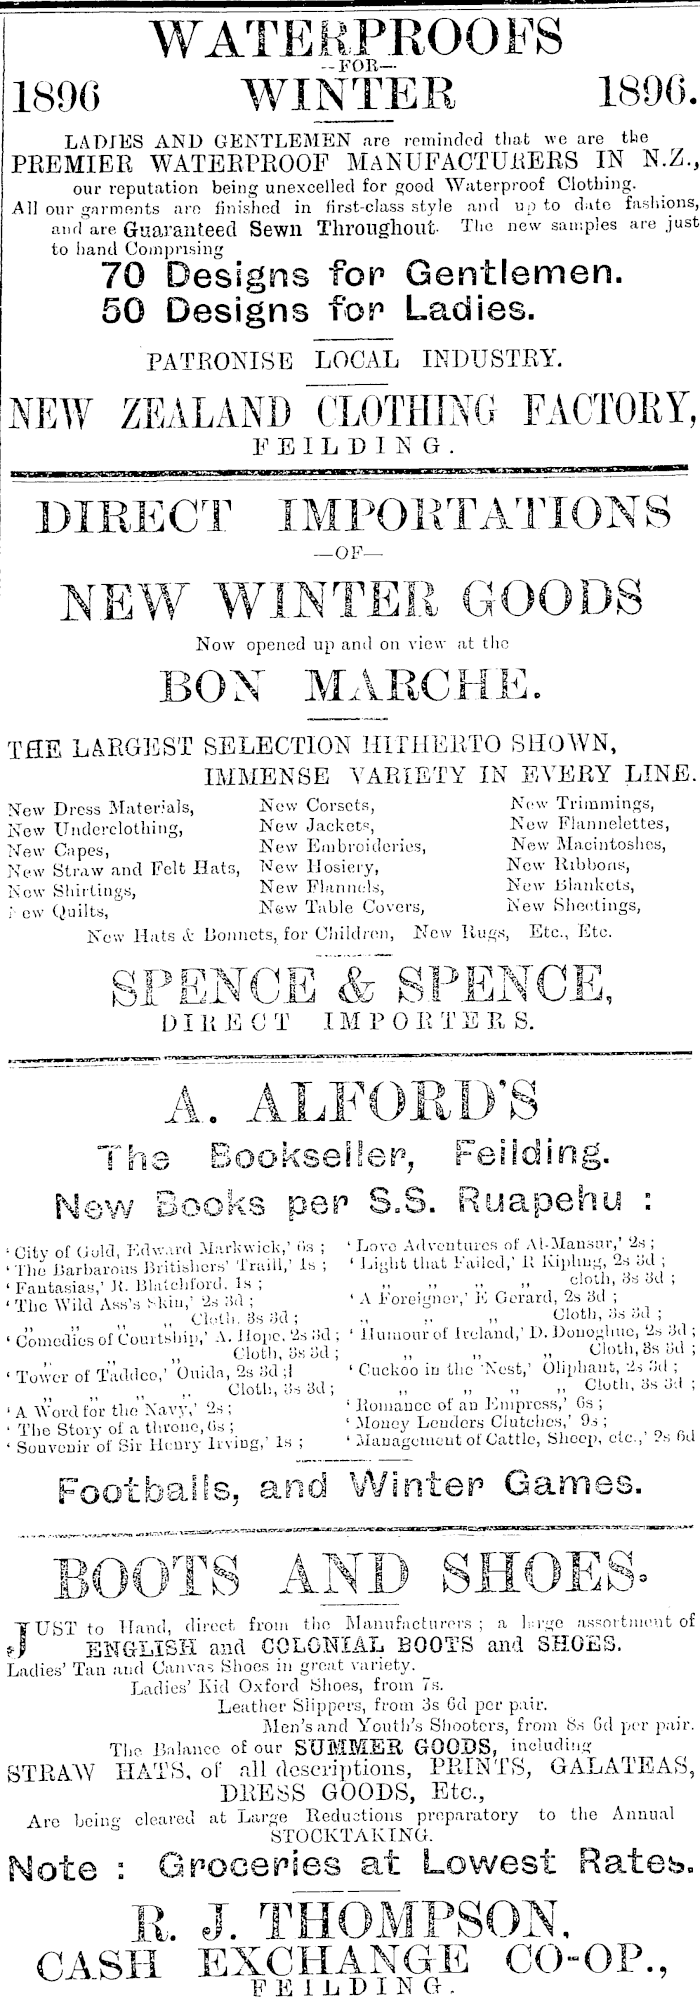 WATERPROOFS
--FOR--
1896 WINTER 1896.
LADIES AND GENTLEMEN are reminded that we are the
PREMIER WATERPROOF MANUFACTURERS IN N.Z.,
our reputation being unexcelled for good Waterproof Clothing.
All our garments are finished in first-class style and up to date fashions,
and are Guaranteed Sewn Throughout. The new samples are just
to hand Comprising
70 Designs for Gentlemen.
50 Designs for Ladies.
PATRONISE LOCAL INDUSTRY.
NEW ZEALAND CLOTHING FACTORY,
FEILDING.
DIRECT IMPORTATIONS
—OF—
NEW WINTER GOODS
Now opened up and on view at the
BON MARCHE.
THE LARGEST SELECTION HITHERTO SHOWN,
IMMENSE VARIETY IN EVERY LINE.
New Dress Materials, New Corsets, New Trimmings,
New Underclothing, New Jackets, New Flannelettes,
New Capes, New Embroideries, New Macintoshes,
New Straw and Felt Hats, New Hosiery, New Ribbons,
New Shirtings, New Flannels, New Blankets,
New Quilts, New Table Covers, New Sheetings,
New Hats & Bonnets, for Children, New Rugs, Etc., Etc.
SPENCE & SPENCE,
DIRECT IMPORTERS.
A. ALFORD'S
The Bookseller, Feilding.
New Books per S.S. Ruapehu :
'City of Gold, Edward Markwick,' 6s ; 'Love Adventures of Al-Mansur,' 2s ;
'The Barbarous Britishers' Traill,' 1s ; 'Light that Failed,' R Kipling, 2s 3d ;
'Fantasias,' R. Blatchford. 1s ; „ „ „ cloth, 3s 3d ;
'The Wild Ass's Skin,' 2s 3d ; 'A Foreigner,' E Gerard, 2s 3d ;
„ „ „ Cloth. 3s 3d ; „ „ „ Cloth, 3s 3d ;
'Comedies of Courtship,' A. Hope, 2s 3d ; 'Humour of Ireland,' D. Donoghue, 2s 3d ;
„ „ „ Cloth, 3s 3d ; „ „ „ Cloth, 3s 3d ;
'Tower of Taddeo,' Ouida, 2s 3d ; 'Cuckoo in the Nest,' Oliphant, 2s 3d ;
„ „ „ Cloth, 3s 3d ; „ „ „ „ Cloth, 3s 3d ;
'A Word for the Navy,' 2s ; 'Romance of an Empress,' 6s ;
'The Story of a throne, 6s ; 'Money Lenders Clutches,' 9s ;
'Souvenir of Sir Henry Irving,' 1s ; 'Management of Cattle, Sheep, etc.,' 2s 6d
Footballs, and Winter Games.
BOOTS AND SHOES.
JUST to Hand, direct from the Manufacturers ; a large assortment of
ENGLISH and COLONIAL BOOTS and SHOES.
Ladies' Tan and Canvas Shoes in great variety.
Ladies' Kid Oxford Shoes, from 7s.
Leather Slippers, from 3s 6d per pair.
Men's and Youth's Shooters, from 8s 6d per pair.
The Balance of our SUMMER GOODS, including
STRAW HATS, of all descriptions, PRINTS, GALATEAS,
DRESS GOODS, Etc.,
Are being cleared at Large Reductions preparatory to the Annual
STOCKTAKING.
Note : Groceries at Lowest Rates.
R. J. THOMPSON,
CASH EXCHANGE CO-OP.,
FEILDING.